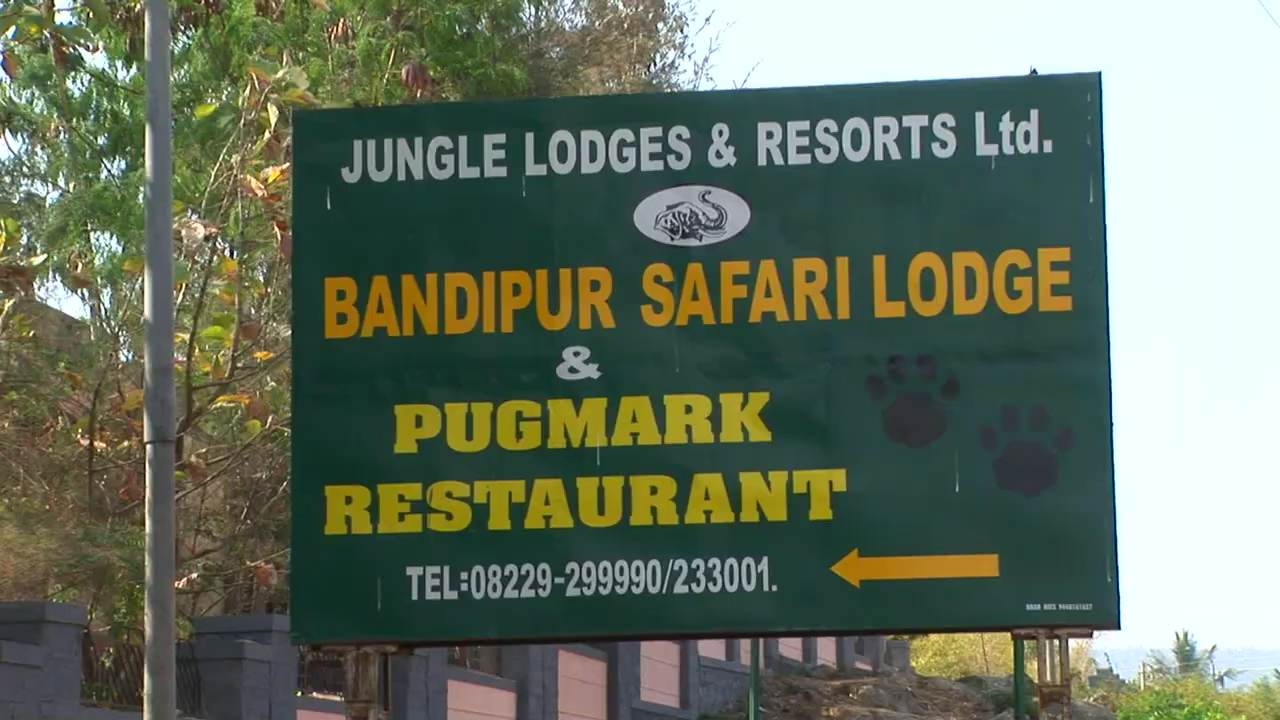 JUNGLE LODGES & RESORTS Ltd.
BANDIPUR SAFARI LODGE
&
PUGMARK
RESTAURANT
TEL:08229-299990/233001.